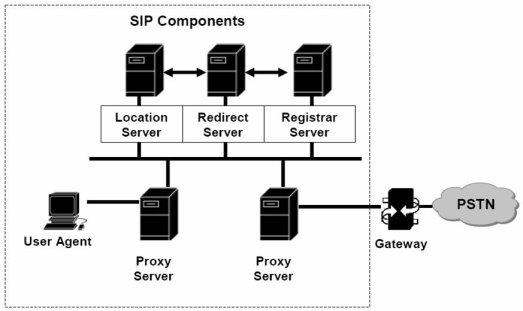 SIP Components
Location
Server
Redirect
Server
Registrar
Server
User Agent
Proxy
Server
Proxy
Server
Gateway
PSTN